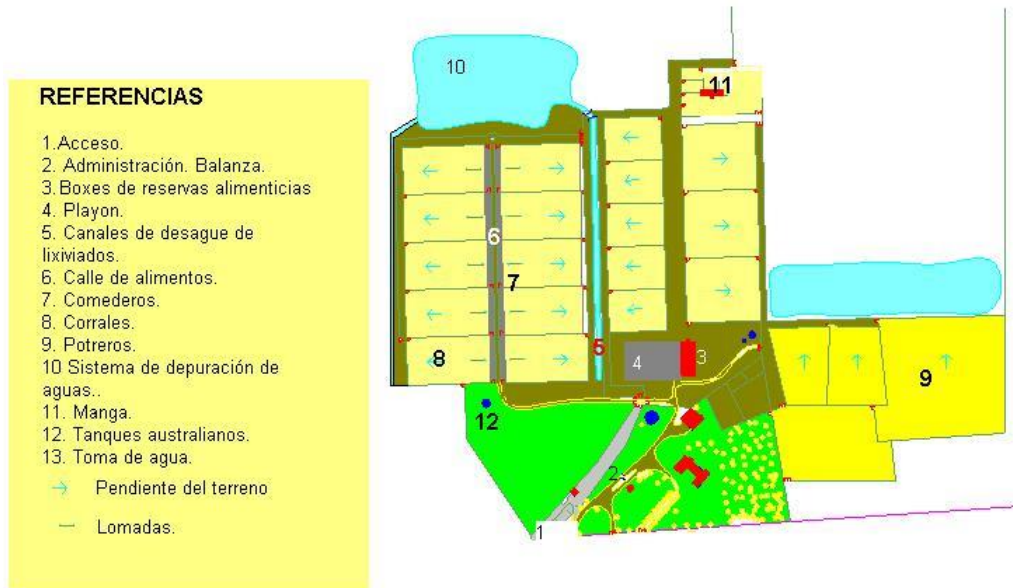 REFERENCIAS
1.Acceso.
2. Administración. Balanza.
3.Boxes de reservas alimenticias
4. Playon.
5. Canales de desague de
lixiviados.
6. Calle de alimentos.
7. Comederos.
8. Corrales.
9. Potreros.
10 Sistema de depuración de
aguas..
11. Manga.
12. Tanques australianos.
13. Toma de agua.
Pendiente del terreno
Lomadas.
10
11
6
7
5
4
3
8
9
12
2
1